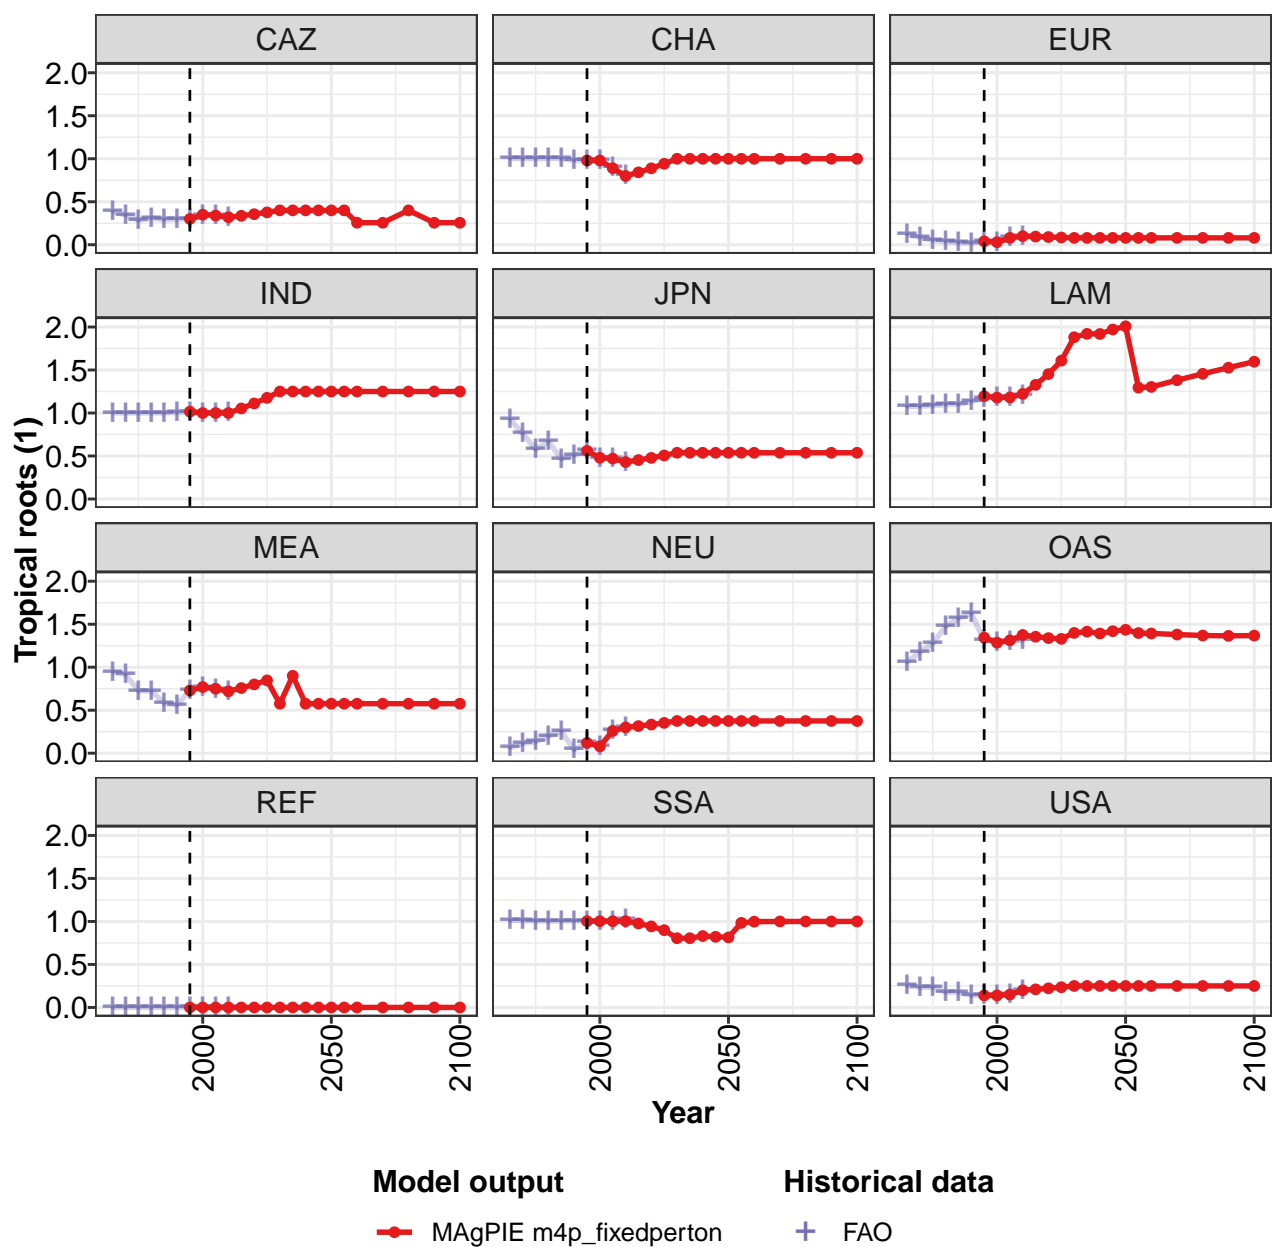 CAZ CHA EUR
2.0
1.5
1.0
0.5
0.0
IND JPN LAM
2.0
1.5
1.0
0.5
0.0
Tropical roots (1)
MEA NEU OAS
2.0
1.5
1.0
0.5
0.0
REF SSA USA
2.0
1.5
1.0
0.5
0.0
2000 2050 2100 2000 2050 2100 2000 2050 2100
Year
Model output Historical data
MAgPIE m4p_fixedperton FAO